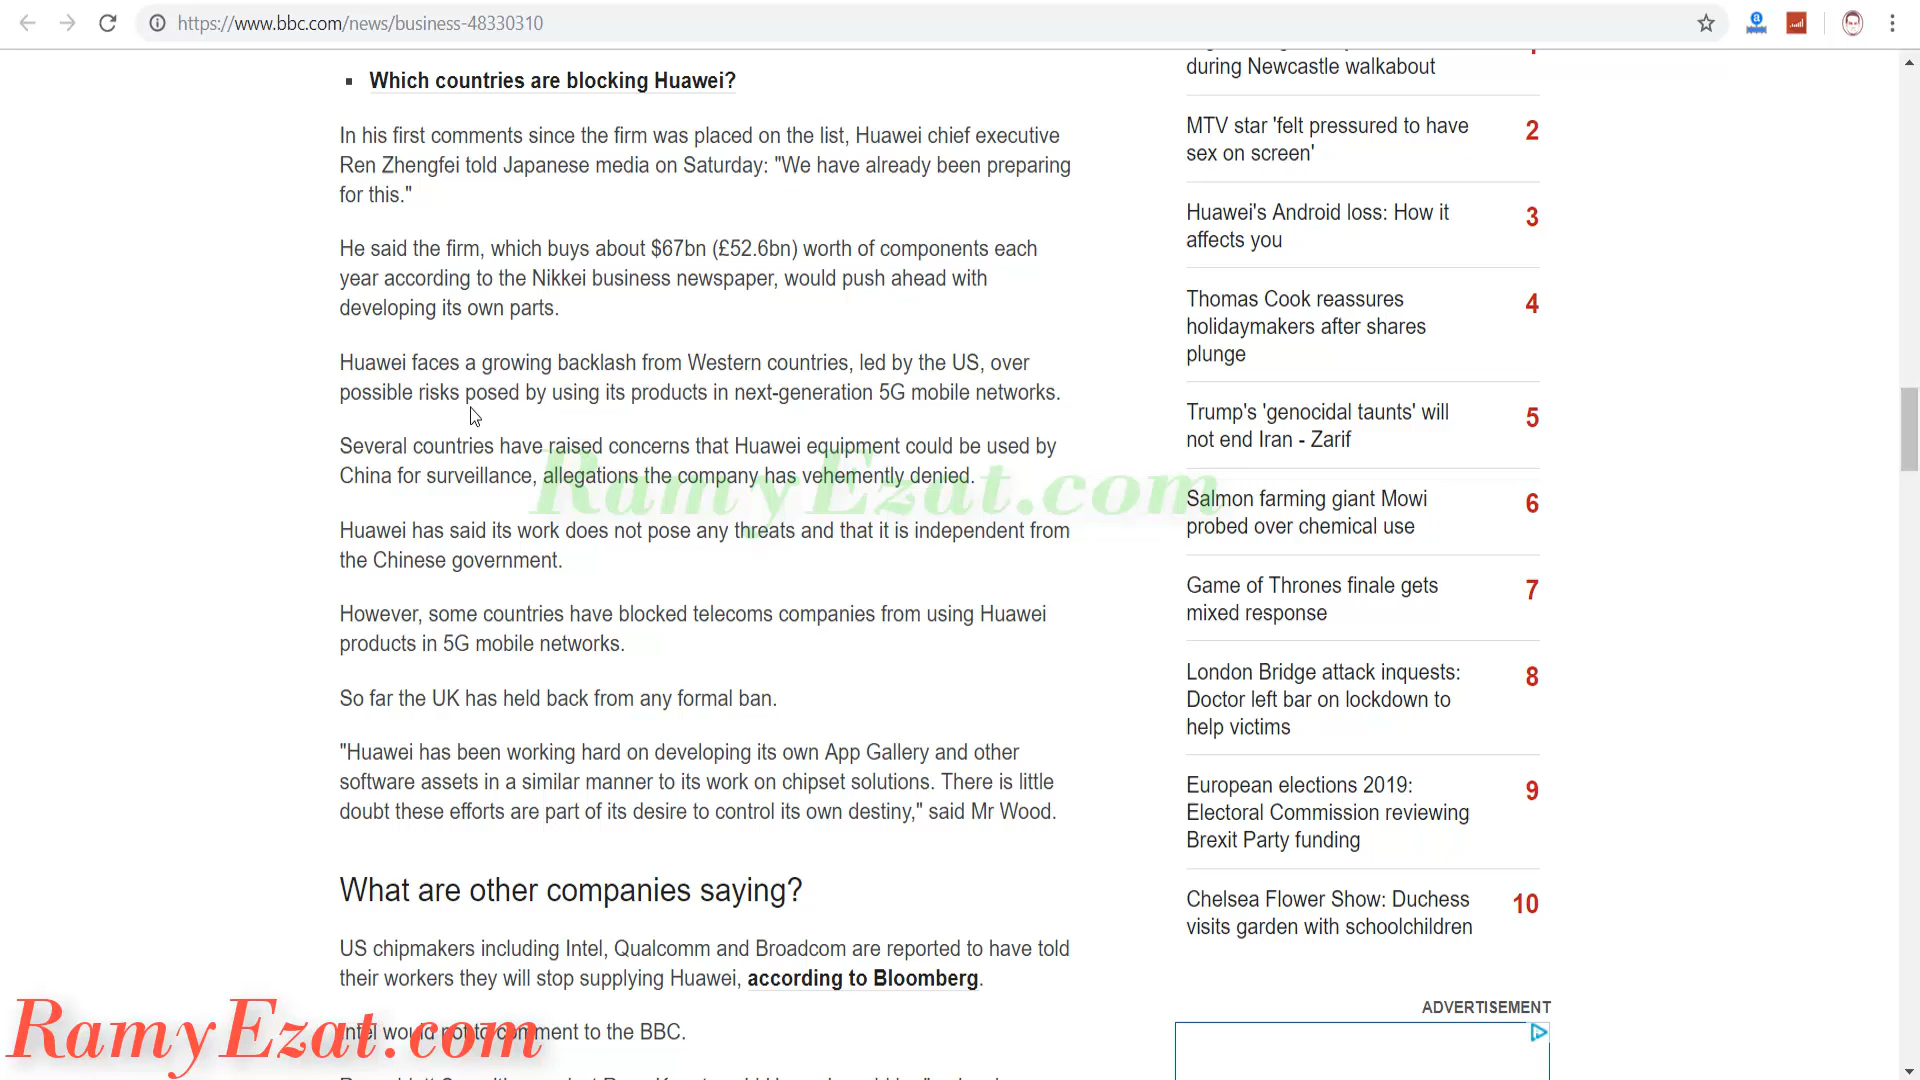 https://www.bbc.com/news/business-48330310
Which countries are blocking Huawei?
In his first comments since the firm was placed on the list, Huawei chief executive
Ren Zhengfei told Japanese media on Saturday: "We have already been preparing
for this."
He said the firm, which buys about $67bn (£52.6bn) worth of components each
year according to the Nikkei business newspaper, would push ahead with
developing its own parts.
Huawei faces a growing backlash from Western countries, led by the US, over
possible risks posed by using its products in next-generation 5G mobile networks.
Several countries have raised concerns that Huawei equipment could be used by
China for surveillance, allegations the company has vehemently denied.
Huawei has said its work does not pose any threats and that it is independent from
the Chinese government.
However, some countries have blocked telecoms companies from using Huawei
products in 5G mobile networks.
So far the UK has held back from any formal ban.
"Huawei has been working hard on developing its own App Gallery and other
software assets in a similar manner to its work on chipset solutions. There is little
doubt these efforts are part of its desire to control its own destiny," said Mr Wood.
What are other companies saying?
US chipmakers including Intel, Qualcomm and Broadcom are reported to have told
their workers they will stop supplying Huawei, according to Bloomberg.
Intel would not to comment to the BBC.
during Newcastle walkabout
MTV star 'felt pressured to have 2
sex on screen'
Huawei's Android loss: How it 3
affects you
Thomas Cook reassures 4
holidaymakers after shares
plunge
Trump's 'genocidal taunts' will 5
not end Iran - Zarif
Salmon farming giant Mowi 6
probed over chemical use
Game of Thrones finale gets 7
mixed response
London Bridge attack inquests: 8
Doctor left bar on lockdown to
help victims
European elections 2019: 9
Electoral Commission reviewing
Brexit Party funding
Chelsea Flower Show: Duchess 10
visits garden with schoolchildren
ADVERTISEMENT
RamyEzat.com
RamyEzat.com